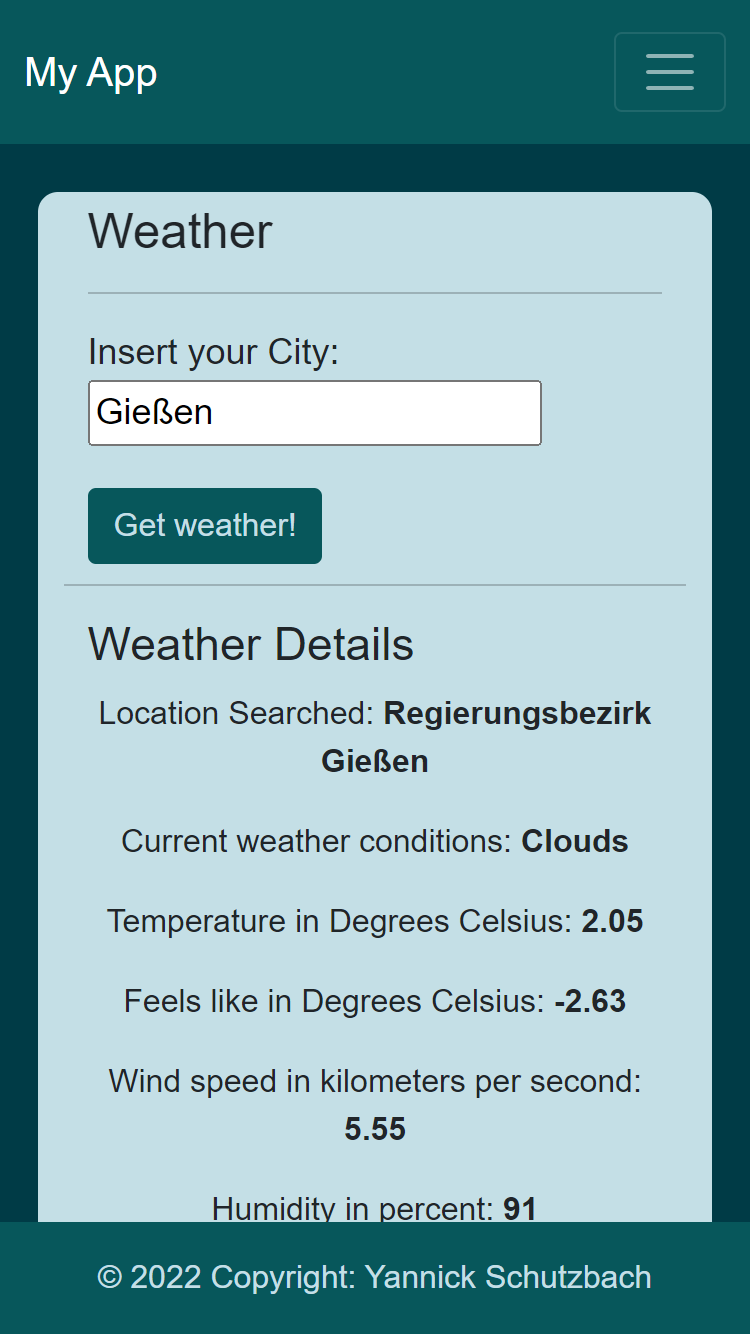 My App
Weather
Insert your City:
Gießen
Get weather!
Weather Details
Location Searched: Regierungsbezirk
Gießen
Current weather conditions: Clouds
Temperature in Degrees Celsius: 2.05
Feels like in Degrees Celsius: -2.63
Wind speed in kilometers per second:
5.55
Humidity in percent: 91
© 2022 Copyright: Yannick Schutzbach